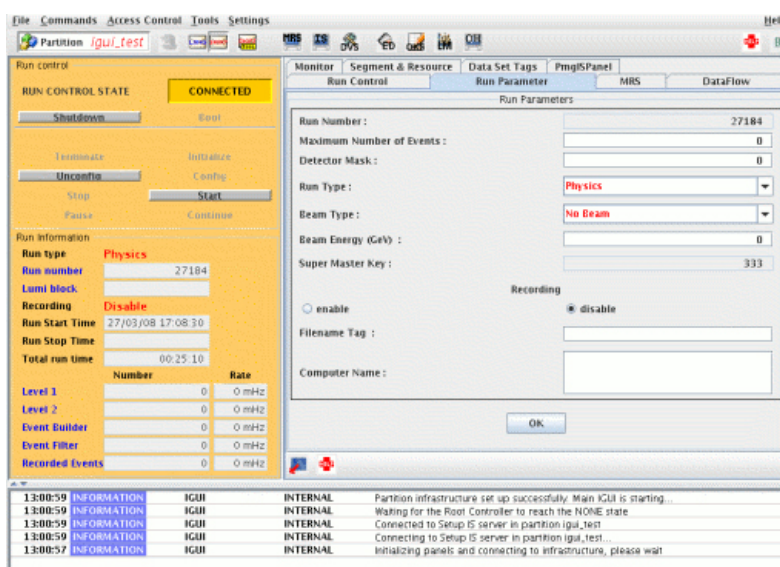 File Commands Access Control Tools Settings Hel
Partition igui_test MRS IS DVS OKS LM OH
Run control
RUN CONTROL STATE CONNECTED
Shutdown Boot
Terminate Initialize
Unconfig Config
Stop Start
Pause Continue
Run Information
Run type Physics
Run number 27184
Lumi block
Recording Disable
Run Start Time 27/03/08 17:08:30
Run Stop Time
Total run time 00:25:10
Number Rate
Level 1 0 0 mHz
Level 2 0 0 mHz
Event Builder 0 0 mHz
Event Filter 0 0 mHz
Recorded Events 0 0 mHz
Monitor Segment & Resource Data Set Tags PmgISPanel
Run Control Run Parameter MRS DataFlow
Run Parameters
Run Number : 27184
Maximum Number of Events : 0
Detector Mask : 0
Run Type : Physics
Beam Type : No Beam
Beam Energy (GeV) : 0
Super Master Key : 333
Recording
enable disable
Filename Tag :
Computer Name :
OK
13:00:59 INFORMATION IGUI INTERNAL Partition infrastructure set up successfully. Main IGUI is starting...
13:00:59 INFORMATION IGUI INTERNAL Waiting for the Root Controller to reach the NONE state
13:00:59 INFORMATION IGUI INTERNAL Connected to Setup IS server in partition igui_test
13:00:59 INFORMATION IGUI INTERNAL Connecting to Setup IS server in partition igui_test...
13:00:57 INFORMATION IGUI INTERNAL Initializing panels and connecting to infrastructure, please wait